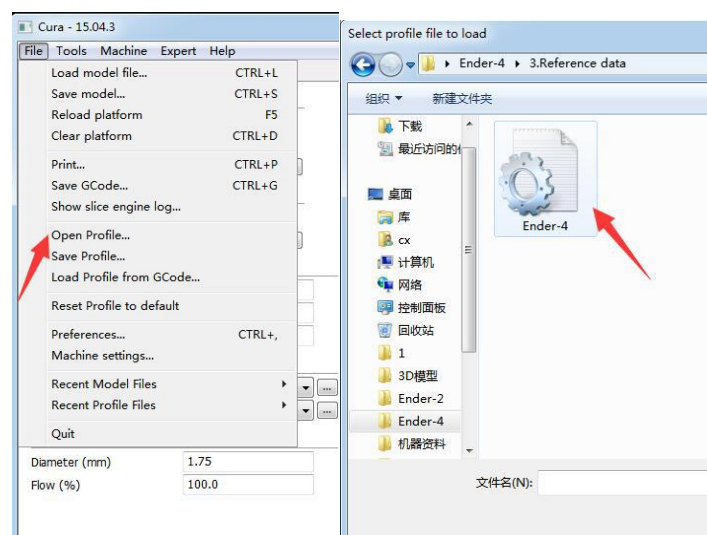 Cura - 15.04.3
File Tools Machine Expert Help
Load model file... CTRL+L
Save model... CTRL+S
Reload platform F5
Clear platform CTRL+D
Print... CTRL+P
Save GCode... CTRL+G
Show slice engine log...
Open Profile...
Save Profile...
Load Profile from GCode...
Reset Profile to default
Preferences... CTRL+,
Machine settings...
Recent Model Files
Recent Profile Files
Quit
Diameter (mm) 1.75
Flow (%) 100.0
Select profile file to load
Ender-4 3.Reference data
组织 新建文件夹
下载
最近访问的
桌面
库
cx
计算机
网络
控制面板
回收站
1
3D模型
Ender-2
Ender-4
机器资料
Ender-4
文件名(N):